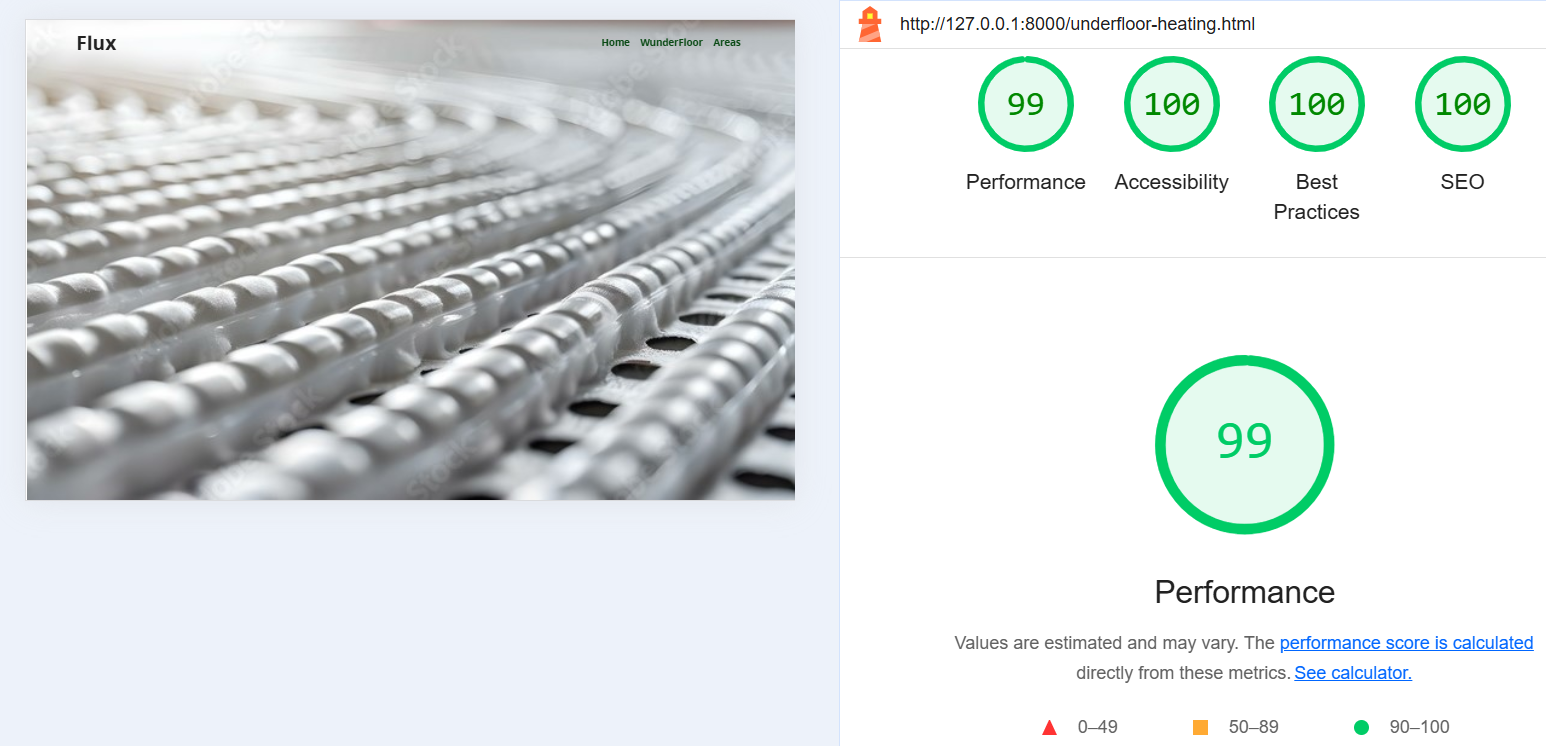 Flux
Home WunderFloor Areas
http://127.0.0.1:8000/underfloor-heating.html
99 100 100 100
Performance Accessibility Best Practices SEO
99
Performance
Values are estimated and may vary. The performance score is calculated
directly from these metrics. See calculator.
0–49 50–89 90–100